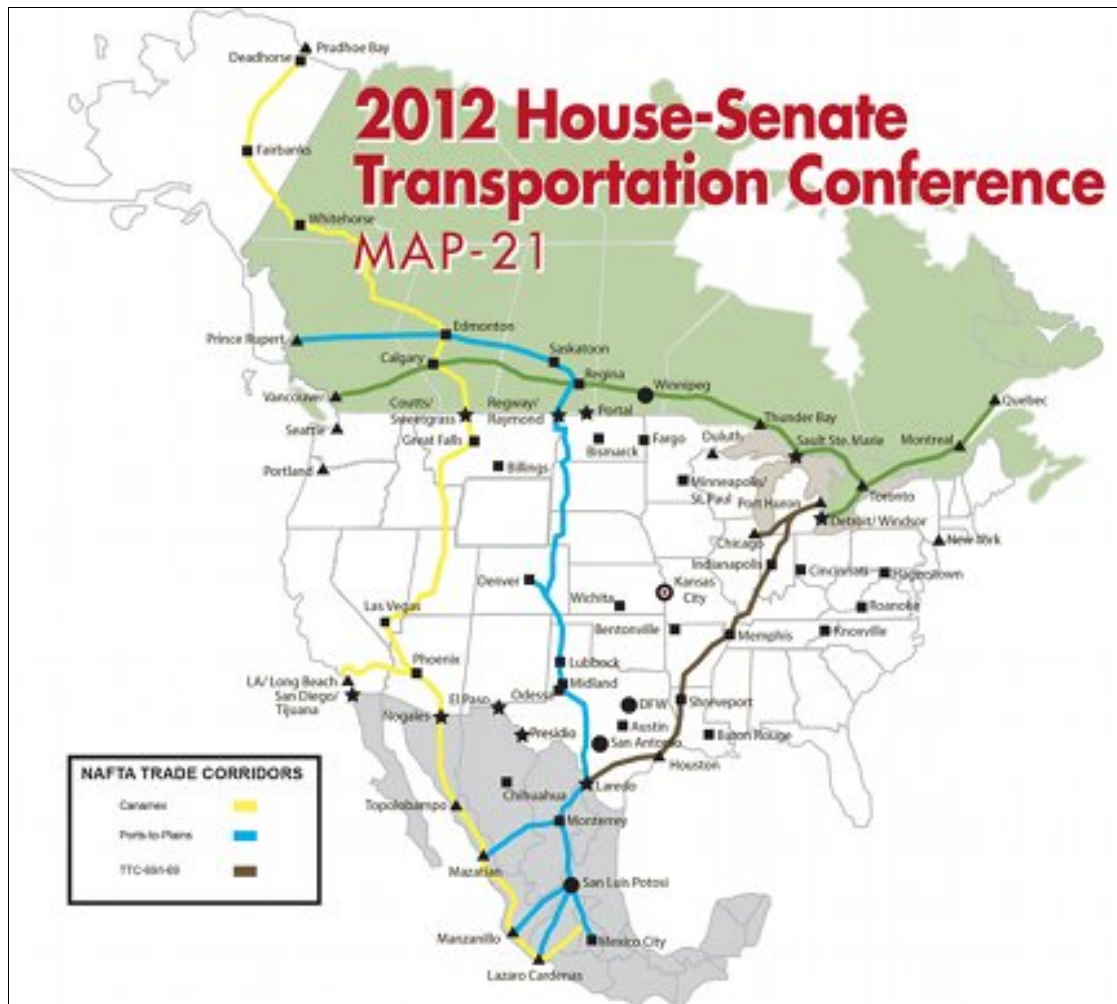 Prudhoe Bay
Deadhorse
2012 House-Senate
Transportation Conference
MAP-21
Fairbanks
Whitehorse
Prince Rupert
Edmonton
Calgary
Saskatoon
Regina
Winnipeg
Vancouver
Coutts/
Sweetgrass
Regway/
Raymond
Portal
Thunder Bay
Quebec
Seattle
Great Falls
Bismarck
Fargo
Duluth
Sault Ste. Marie
Montreal
Portland
Billings
Minneapolis/
St. Paul
Port Huron
Toronto
Detroit/Windsor
Chicago
New York
Indianapolis
Cincinnati
Hagerstown
Denver
Wichita
Kansas
City
Roanoke
Las Vegas
Bentonville
Memphis
Knoxville
Phoenix
Lubbock
LA/Long Beach
San Diego/
Tijuana
Midland
Odessa
El Paso
DFW
Shreveport
Nogales
Presidio
Austin
Baton Rouge
San Antonio
Houston
NAFTA TRADE CORRIDORS
Canamex
Ports-to-Plains
Chihuahua
Laredo
Topolobampo
Monterrey
Mazatlan
San Luis Potosi
Manzanillo
Mexico City
Lazaro Cardenas